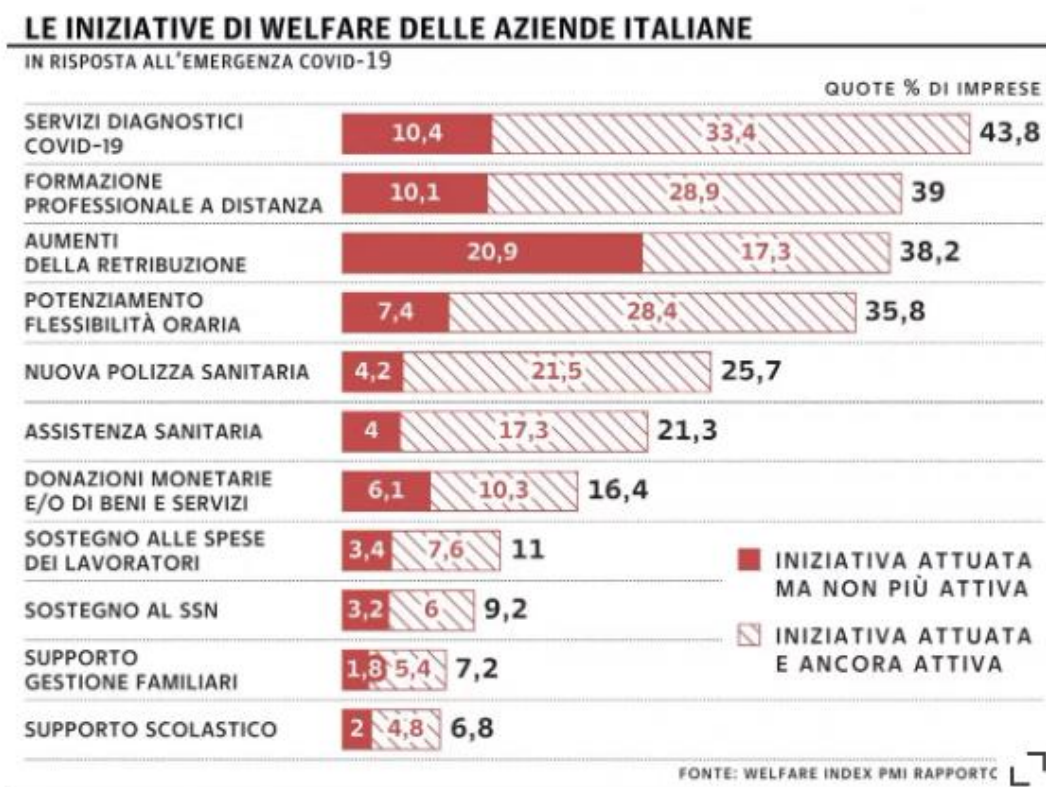 LE INIZIATIVE DI WELFARE DELLE AZIENDE ITALIANE
IN RISPOSTA ALL'EMERGENZA COVID-19
QUOTE % DI IMPRESE
SERVIZI DIAGNOSTICI
COVID-19
10,4 33,4 43,8
FORMAZIONE
PROFESSIONALE A DISTANZA
10,1 28,9 39
AUMENTI
DELLA RETRIBUZIONE
20,9 17,3 38,2
POTENZIAMENTO
FLESSIBILITÀ ORARIA
7,4 28,4 35,8
NUOVA POLIZZA SANITARIA 4,2 21,5 25,7
ASSISTENZA SANITARIA 4 17,3 21,3
DONAZIONI MONETARIE
E/O DI BENI E SERVIZI
6,1 10,3 16,4
SOSTEGNO ALLE SPESE
DEI LAVORATORI
3,4 7,6 11
SOSTEGNO AL SSN 3,2 6 9,2
SUPPORTO
GESTIONE FAMILIARI
1,8 5,4 7,2
SUPPORTO SCOLASTICO 2 4,8 6,8
INIZIATIVA ATTUATA
MA NON PIÙ ATTIVA
INIZIATIVA ATTUATA
E ANCORA ATTIVA
FONTE: WELFARE INDEX PMI